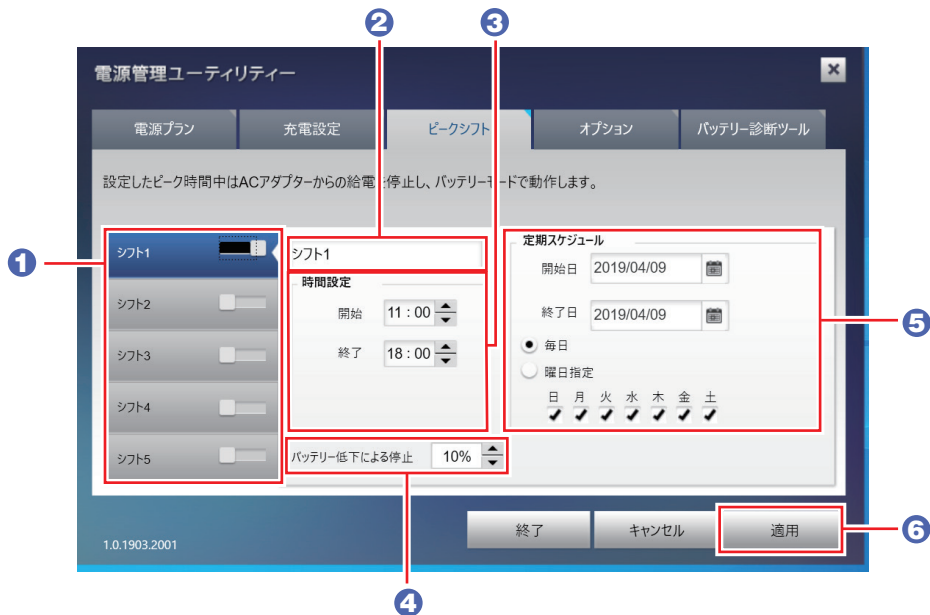 2 3
電源管理ユーティリティー
電源プラン 充電設定 ピークシフト オプション バッテリー診断ツール
設定したピーク時間中はACアダプターからの給電を停止し、バッテリーモードで動作します。
1
シフト1
シフト2
シフト3
シフト4
シフト5
シフト1
時間設定
開始 11 : 00
終了 18 : 00
バッテリー低下による停止 10%
定期スケジュール
開始日 2019/04/09
終了日 2019/04/09
毎日
曜日指定
日 月 火 水 木 金 土
5
終了 キャンセル 適用
6
1.0.1903.2001
4